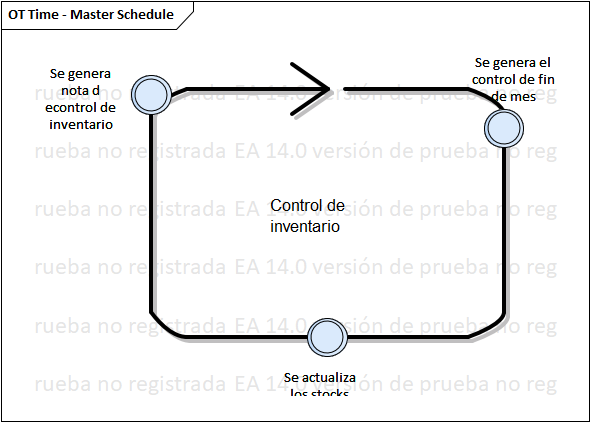 OT Time - Master Schedule
Se genera
nota d
econtrol de
inventario
Se genera el
control de fin
de mes
rueba no registrada EA 14.0 versión de prueba no reg
rueba no registrada EA 14.0 versión de prueba no reg
rueba no registrada EA 14.0 versión de prueba no reg
Control de
inventario
rueba no registrada EA 14.0 versión de prueba no reg
rueba no registrada EA 14.0 versión de prueba no reg
rueba no registrada EA 14.0 versión de prueba no reg
Se actualiza
los stocks